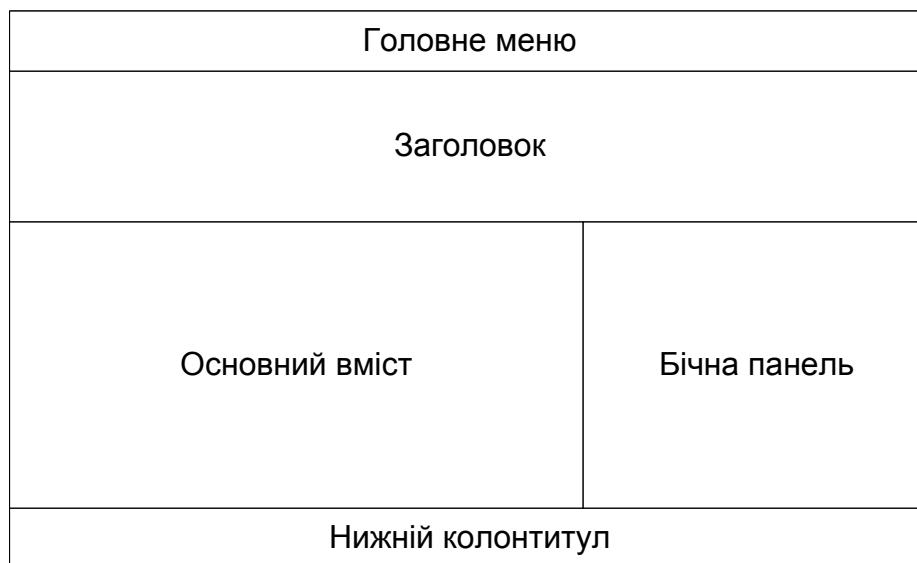 Головне меню
Заголовок
Основний вміст
Бічна панель
Нижній колонтитул